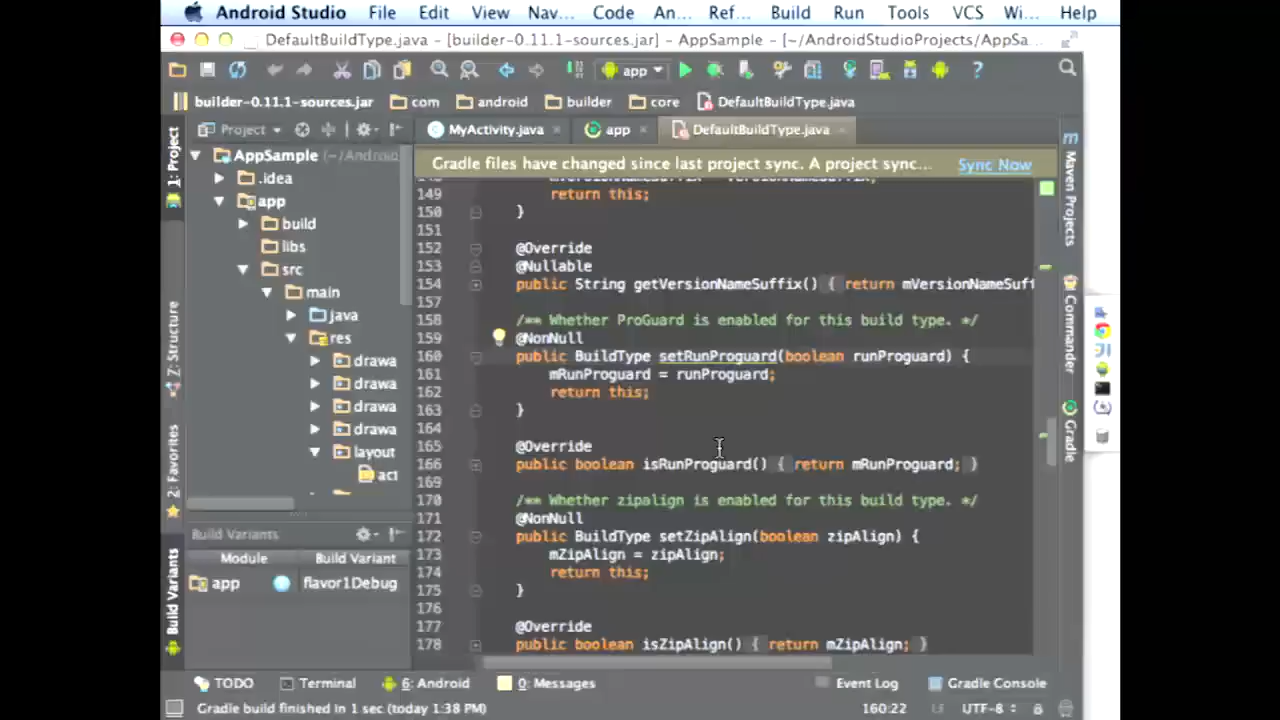 Android Studio File Edit View Nav... Code An... Ref... Build Run Tools VCS Wi... Help
DefaultBuildType.java - [builder-0.11.1-sources.jar] - AppSample - [~/AndroidStudioProjects/AppSa...
app
builder-0.11.1-sources.jar com android builder core DefaultBuildType.java
1: Project
7: Structure
2: Favorites
Build Variants
Project
AppSample (~/Android
.idea
app
build
libs
src
main
java
res
drawa
drawa
drawa
drawa
layout
act
Build Variants
Module Build Variant
app flavor1Debug
MyActivity.java app DefaultBuildType.java
Gradle files have changed since last project sync. A project sync... Sync Now
149 return this;
150 }
151
152 @Override
153 @Nullable
154 public String getVersionNameSuffix() { return mVersionNameSuff
157
158 /** Whether ProGuard is enabled for this build type. */
159 @NonNull
160 public BuildType setRunProguard(boolean runProguard) {
161 mRunProguard = runProguard;
162 return this;
163 }
164
165 @Override
166 public boolean isRunProguard() { return mRunProguard; }
169
170 /** Whether zipalign is enabled for this build type. */
171 @NonNull
172 public BuildType setZipAlign(boolean zipAlign) {
173 mZipAlign = zipAlign;
174 return this;
175 }
176
177 @Override
178 public boolean isZipAlign() { return mZipAlign; }
m Maven Projects
Commander
Gradle
TODO Terminal 6: Android 0: Messages Event Log Gradle Console
Gradle build finished in 1 sec (today 1:38 PM) 160:22 LF UTF-8